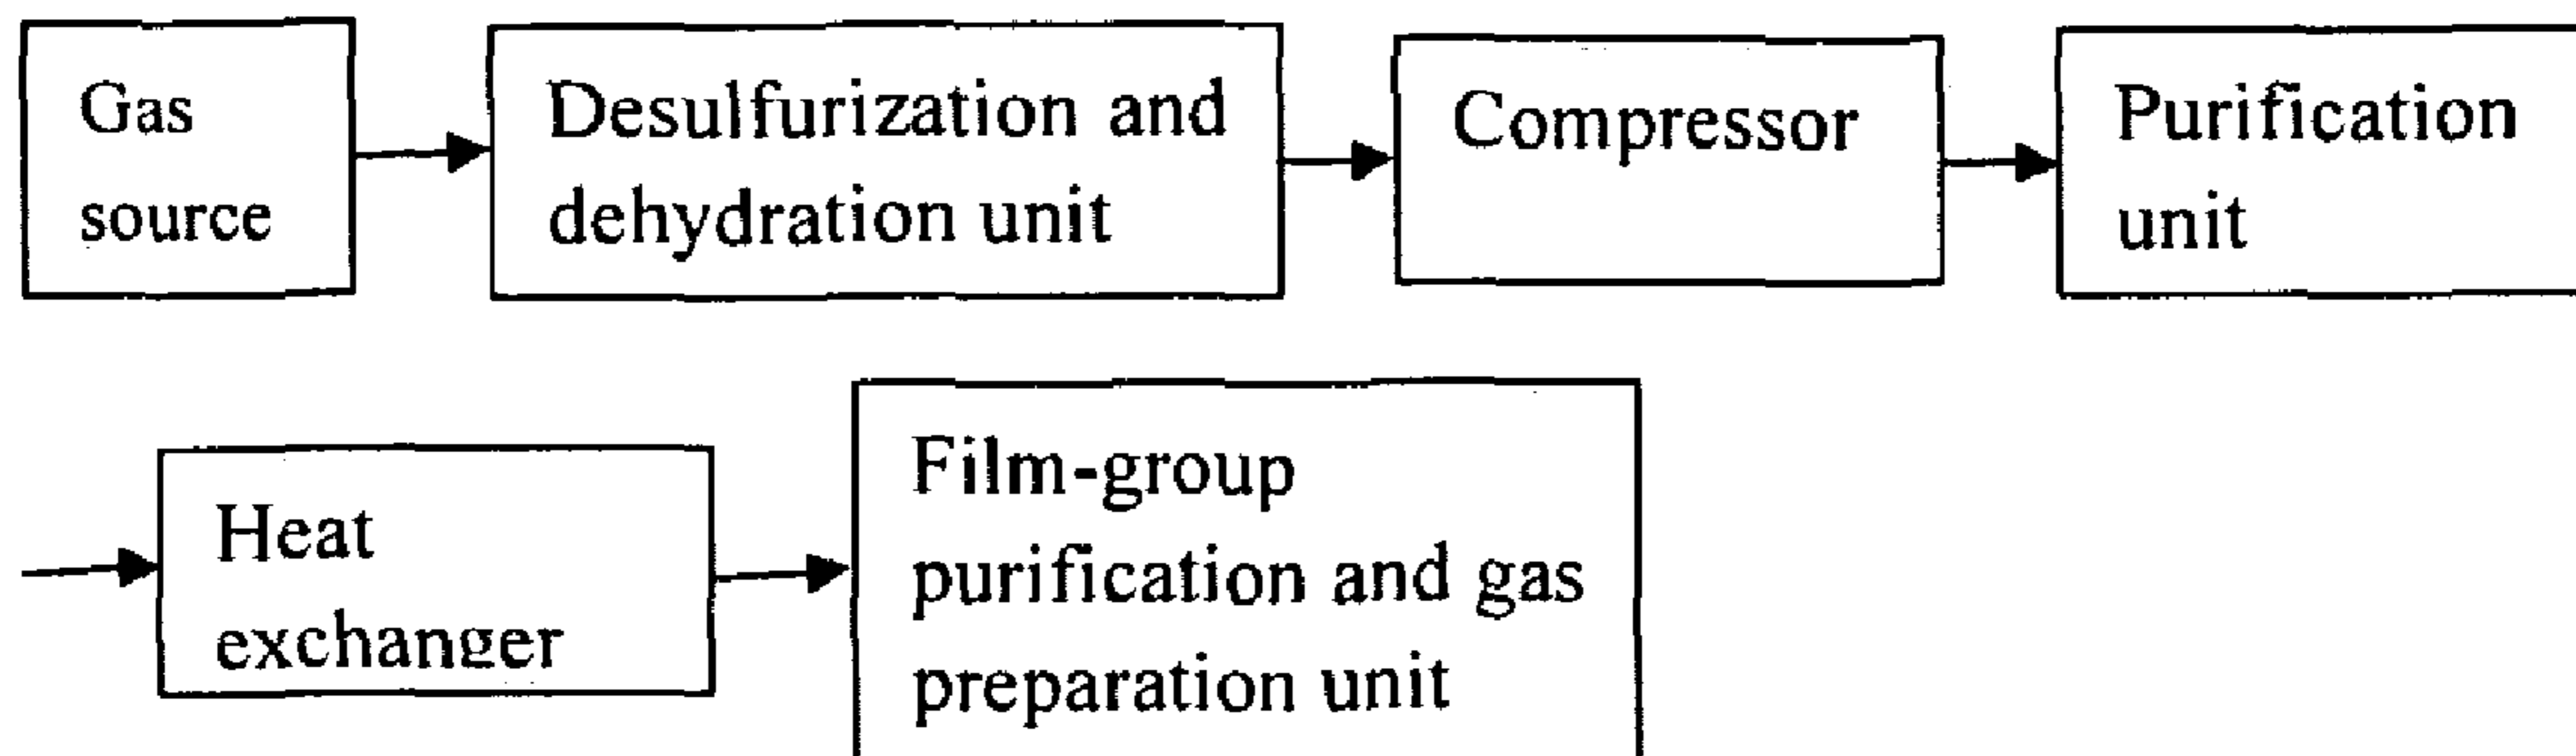 Gas
source
Desulfurization and
dehydration unit
Compressor
Purification
unit
Heat
exchanger
Film-group
purification and gas
preparation unit